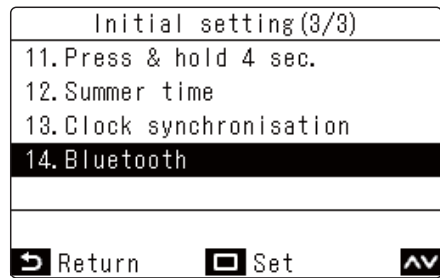 Initial setting(3/3)
11.Press & hold 4 sec.
12.Summer time
13.Clock synchronisation
14.Bluetooth
Return Set